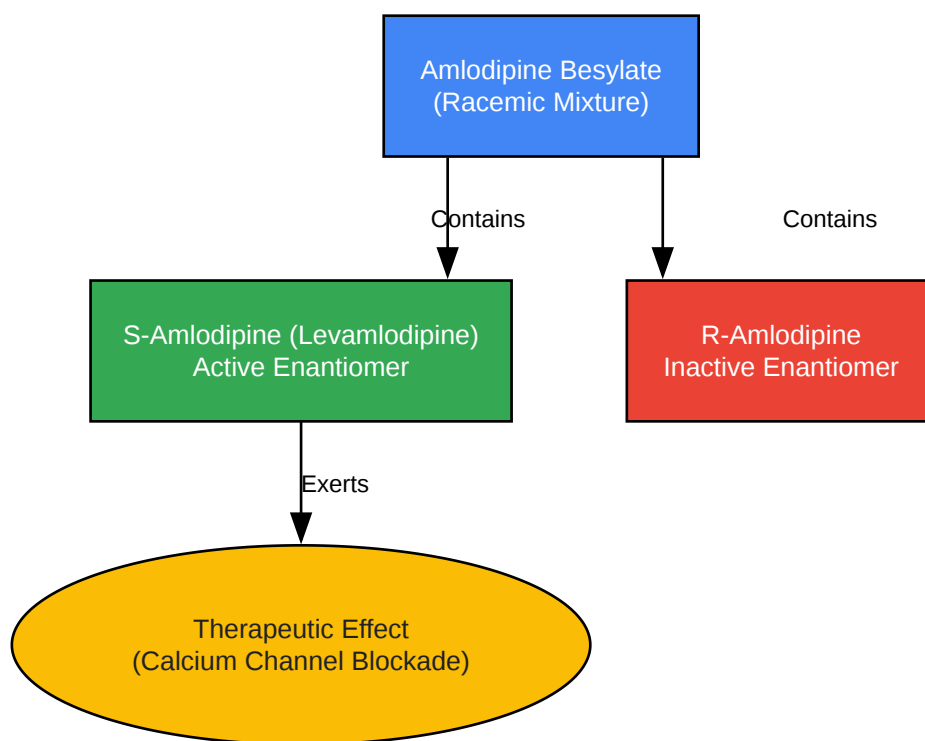 Amlodipine Besylate
(Racemic Mixture)
Contains
Contains
S-Amlodipine (Levamlodipine)
Active Enantiomer
R-Amlodipine
Inactive Enantiomer
Exerts
Therapeutic Effect
(Calcium Channel Blockade)